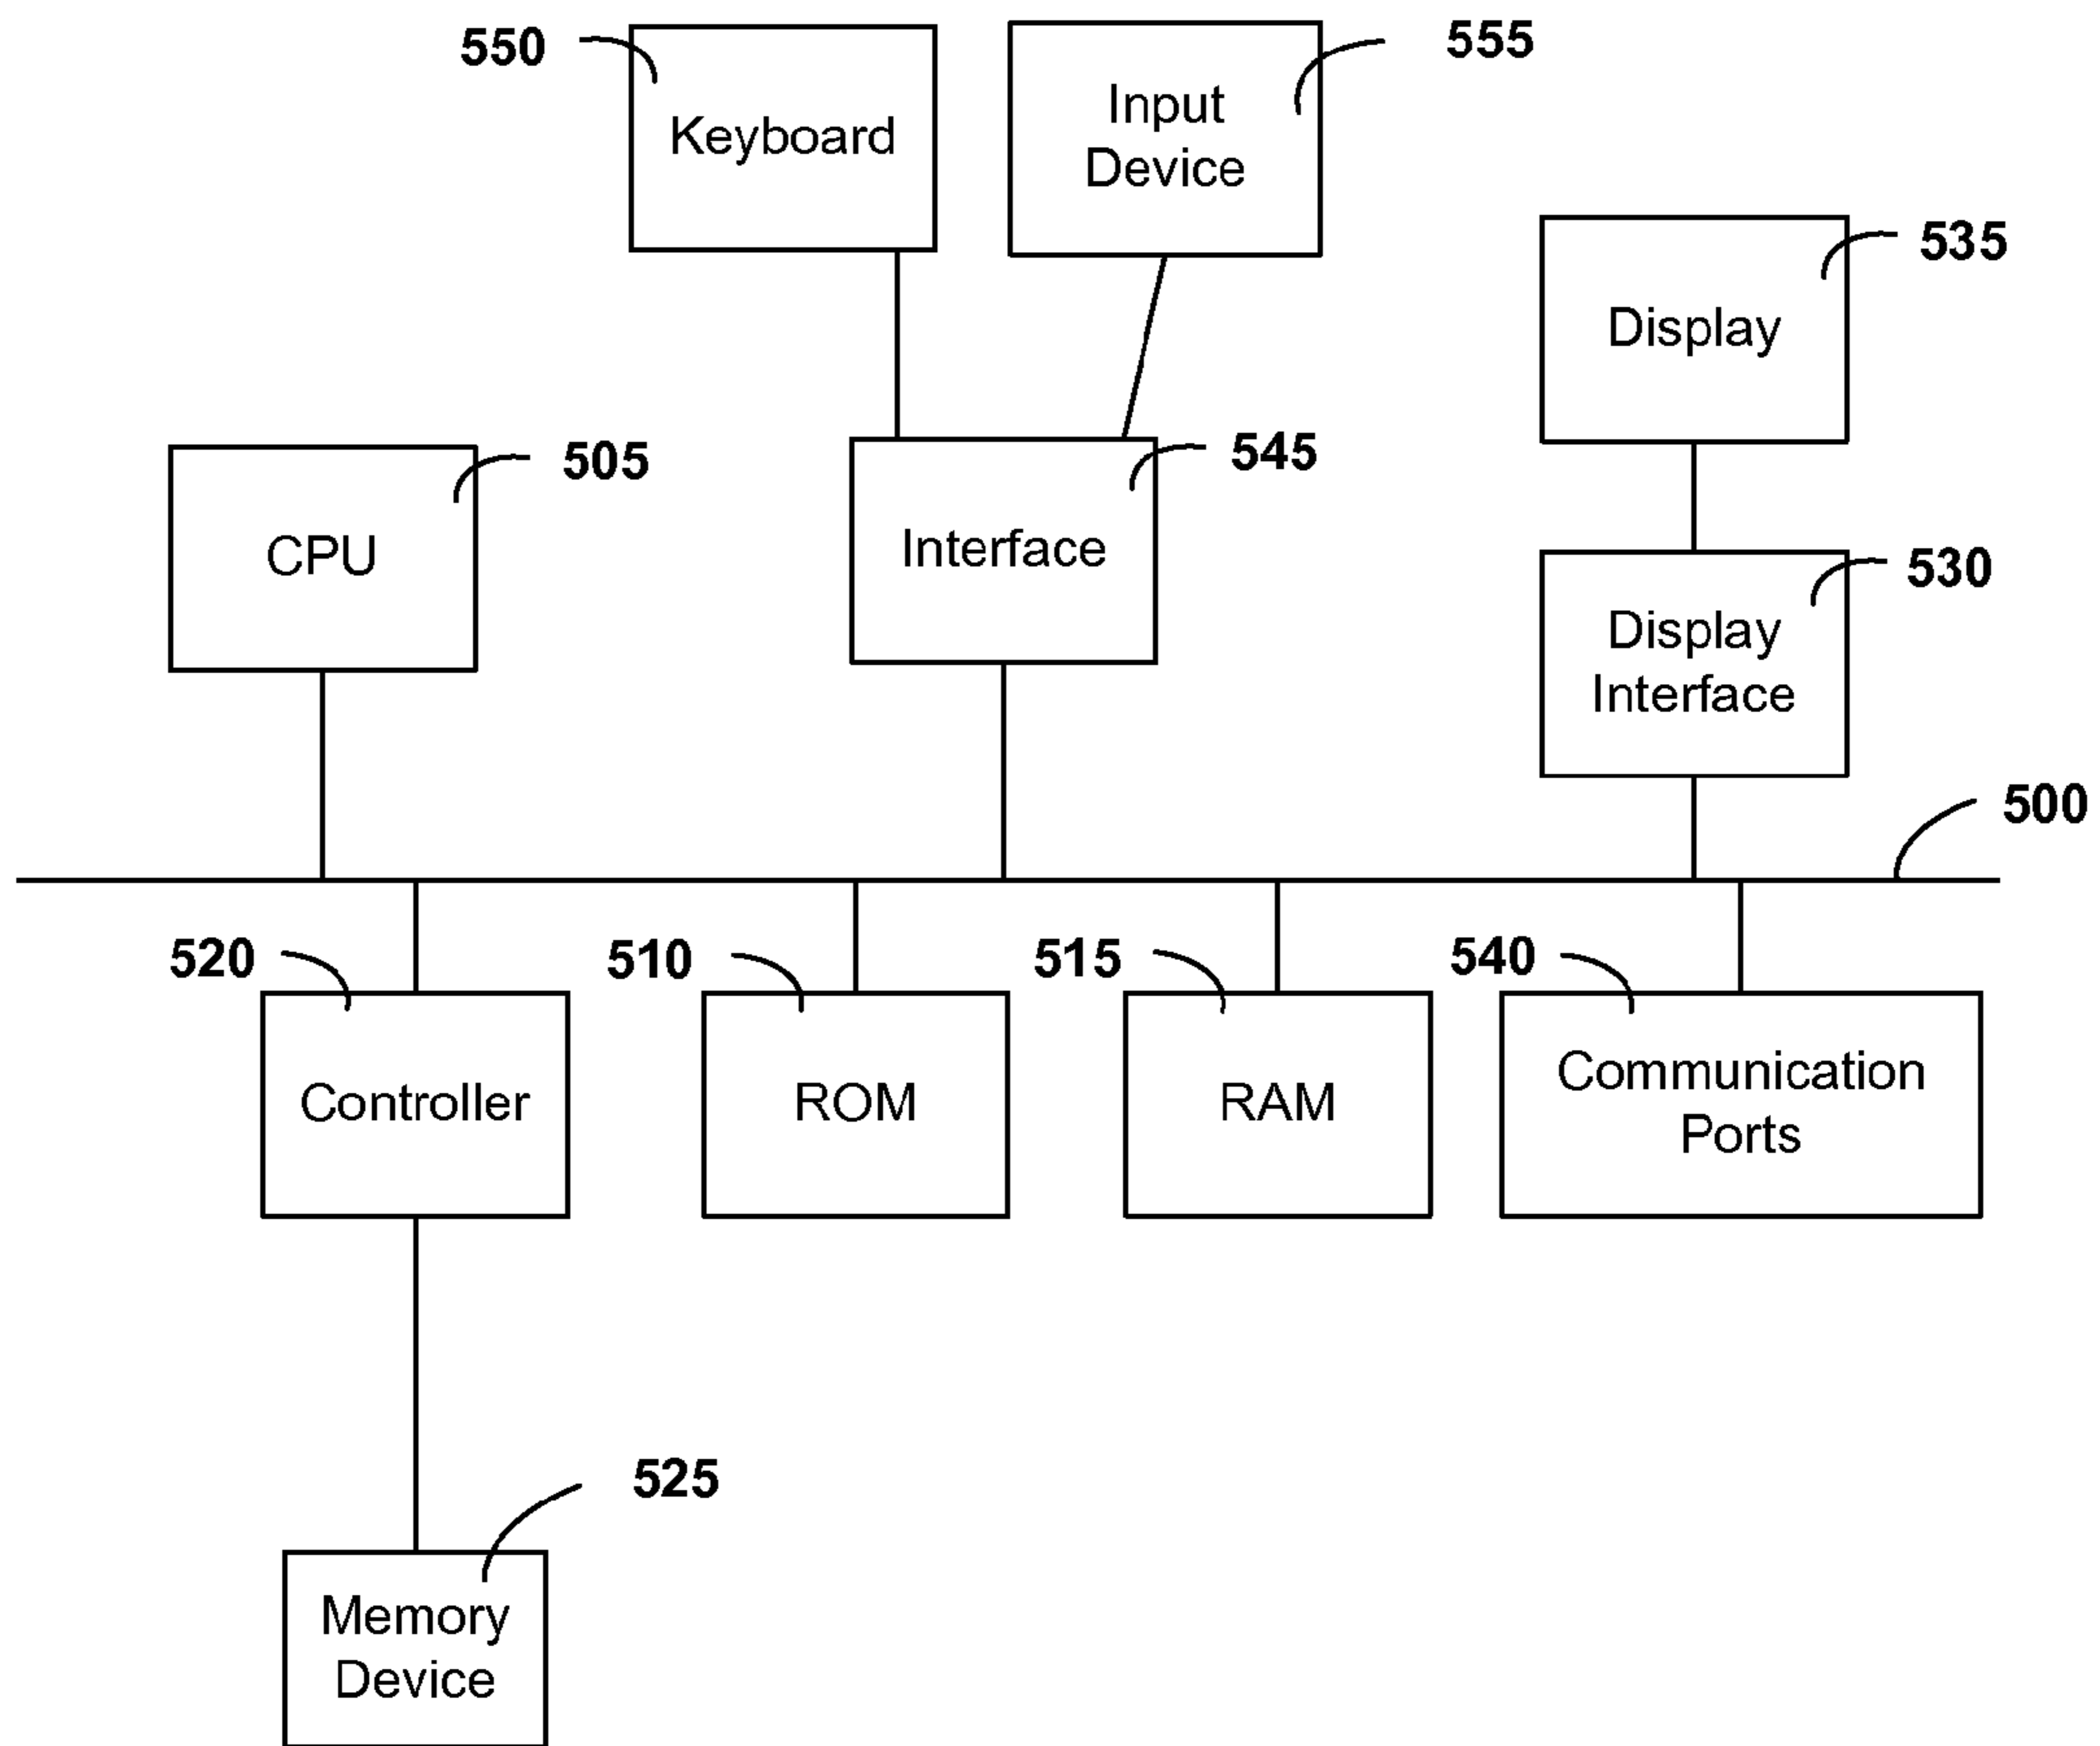 550
Keyboard
Input
Device
555
Display
535
CPU
505
Interface
545
Display
Interface
530
500
520
Controller
510
ROM
515
RAM
540
Communication
Ports
525
Memory
Device